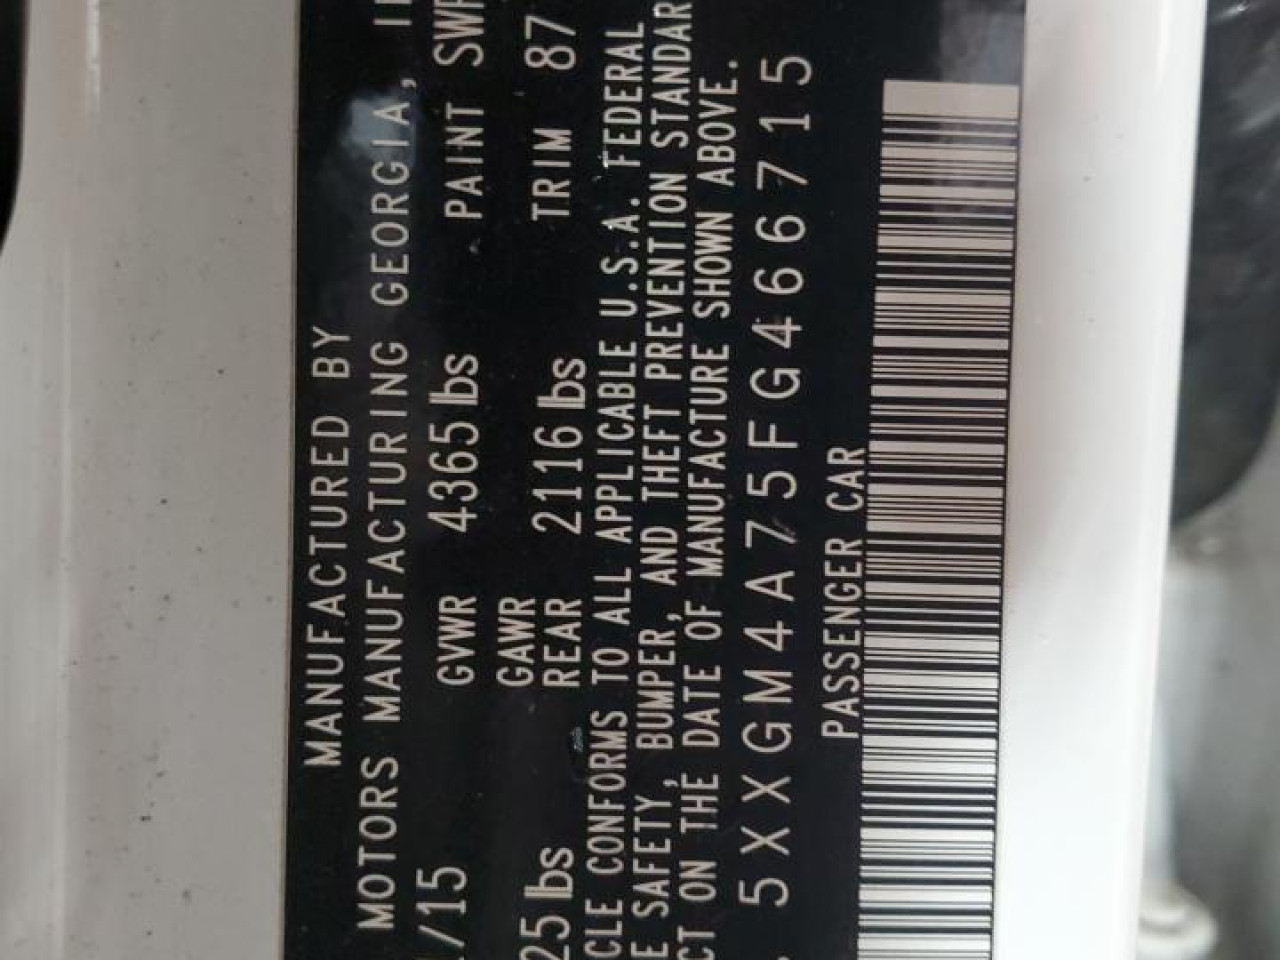 MANUFACTURED BY
MOTORS MANUFACTURING GEORGIA,
/15 GVWR 4365 lbs PAINT SW
25 lbs GAWR REAR 2116 lbs TRIM 87
CLE CONFORMS TO ALL APPLICABLE U.S.A. FEDERAL
E SAFETY, BUMPER, AND THEFT PREVENTION STANDAR
CT ON THE DATE OF MANUFACTURE SHOWN ABOVE.
5XXGM4A75FG466715
PASSENGER CAR